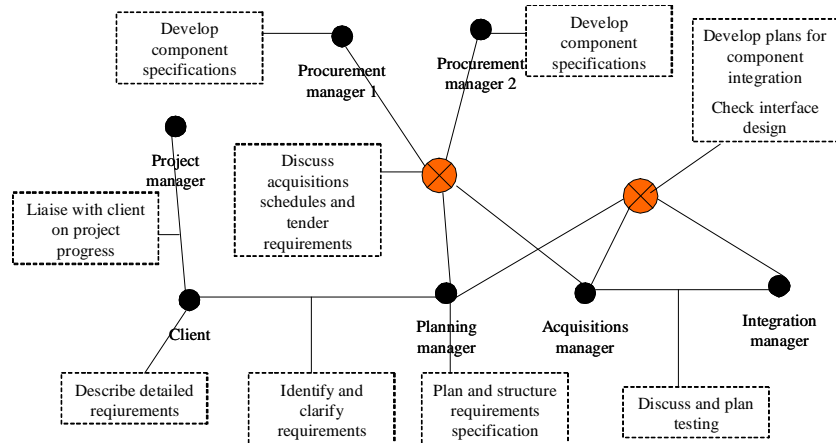 Develop
component
specifications
Procurement
manager 1
Procurement
manager 2
Develop
component
specifications
Develop plans for
component
integration
Check interface
design
Project
manager
Discuss
acquisitions
schedules and
tender
requirements
Liaise with client
on project
progress
Client
Planning
manager
Acquisitions
manager
Integration
manager
Describe detailed
reqiurements
Identify and
clarify
requirements
Plan and structure
requirements
specification
Discuss and plan
testing